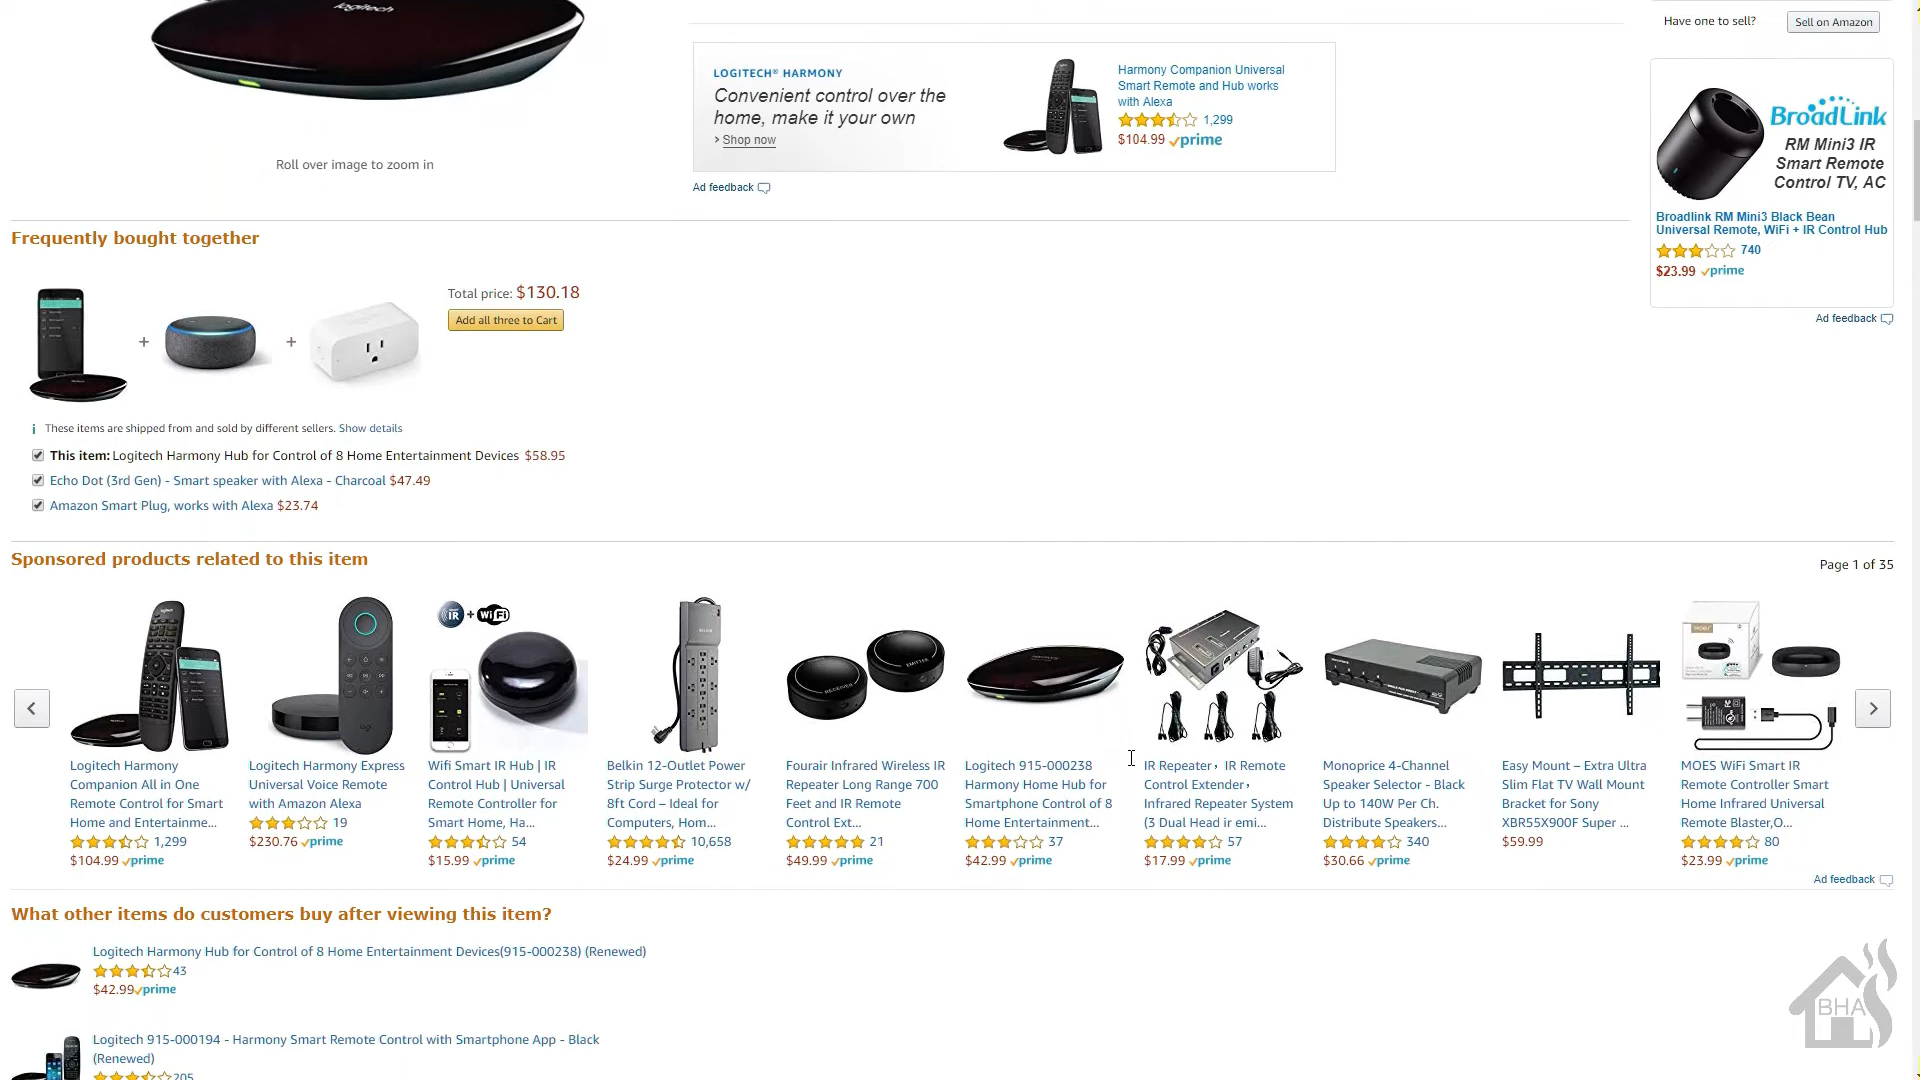 logitech
Have one to sell?
Sell on Amazon
LOGITECH® HARMONY
Convenient control over the
home, make it your own
› Shop now
Harmony Companion Universal
Smart Remote and Hub works
with Alexa
1,299
$104.99 prime
Roll over image to zoom in
Ad feedback
BroadLink
RM Mini3 IR
Smart Remote
Control TV, AC
Broadlink RM Mini3 Black Bean
Universal Remote, WiFi + IR Control Hub
740
$23.99 prime
Ad feedback
Frequently bought together
Total price: $130.18
Add all three to Cart
+
+
i These items are shipped from and sold by different sellers. Show details
This item: Logitech Harmony Hub for Control of 8 Home Entertainment Devices $58.95
Echo Dot (3rd Gen) - Smart speaker with Alexa - Charcoal $47.49
Amazon Smart Plug, works with Alexa $23.74
Sponsored products related to this item
Page 1 of 35
Logitech Harmony
Companion All in One
Remote Control for Smart
Home and Entertainme...
1,299
$104.99 prime
Logitech Harmony Express
Universal Voice Remote
with Amazon Alexa
19
$230.76 prime
IR + WiFi
Wifi Smart IR Hub | IR
Control Hub | Universal
Remote Controller for
Smart Home, Ha...
54
$15.99 prime
Belkin 12-Outlet Power
Strip Surge Protector w/
8ft Cord – Ideal for
Computers, Hom...
10,658
$24.99 prime
RECEIVER
EMITTER
Fourair Infrared Wireless IR
Repeater Long Range 700
Feet and IR Remote
Control Ext...
21
$49.99 prime
Logitech 915-000238
Harmony Home Hub for
Smartphone Control of 8
Home Entertainment...
37
$42.99 prime
IR Repeater，IR Remote
Control Extender，
Infrared Repeater System
(3 Dual Head ir emi...
57
$17.99 prime
Monoprice 4-Channel
Speaker Selector - Black
Up to 140W Per Ch.
Distribute Speakers...
340
$30.66 prime
Easy Mount – Extra Ultra
Slim Flat TV Wall Mount
Bracket for Sony
XBR55X900F Super ...
$59.99
MOES WiFi Smart IR
Remote Controller Smart
Home Infrared Universal
Remote Blaster,O...
80
$23.99 prime
Ad feedback
What other items do customers buy after viewing this item?
Logitech Harmony Hub for Control of 8 Home Entertainment Devices(915-000238) (Renewed)
43
$42.99 prime
Logitech 915-000194 - Harmony Smart Remote Control with Smartphone App - Black
(Renewed)
205
BHA